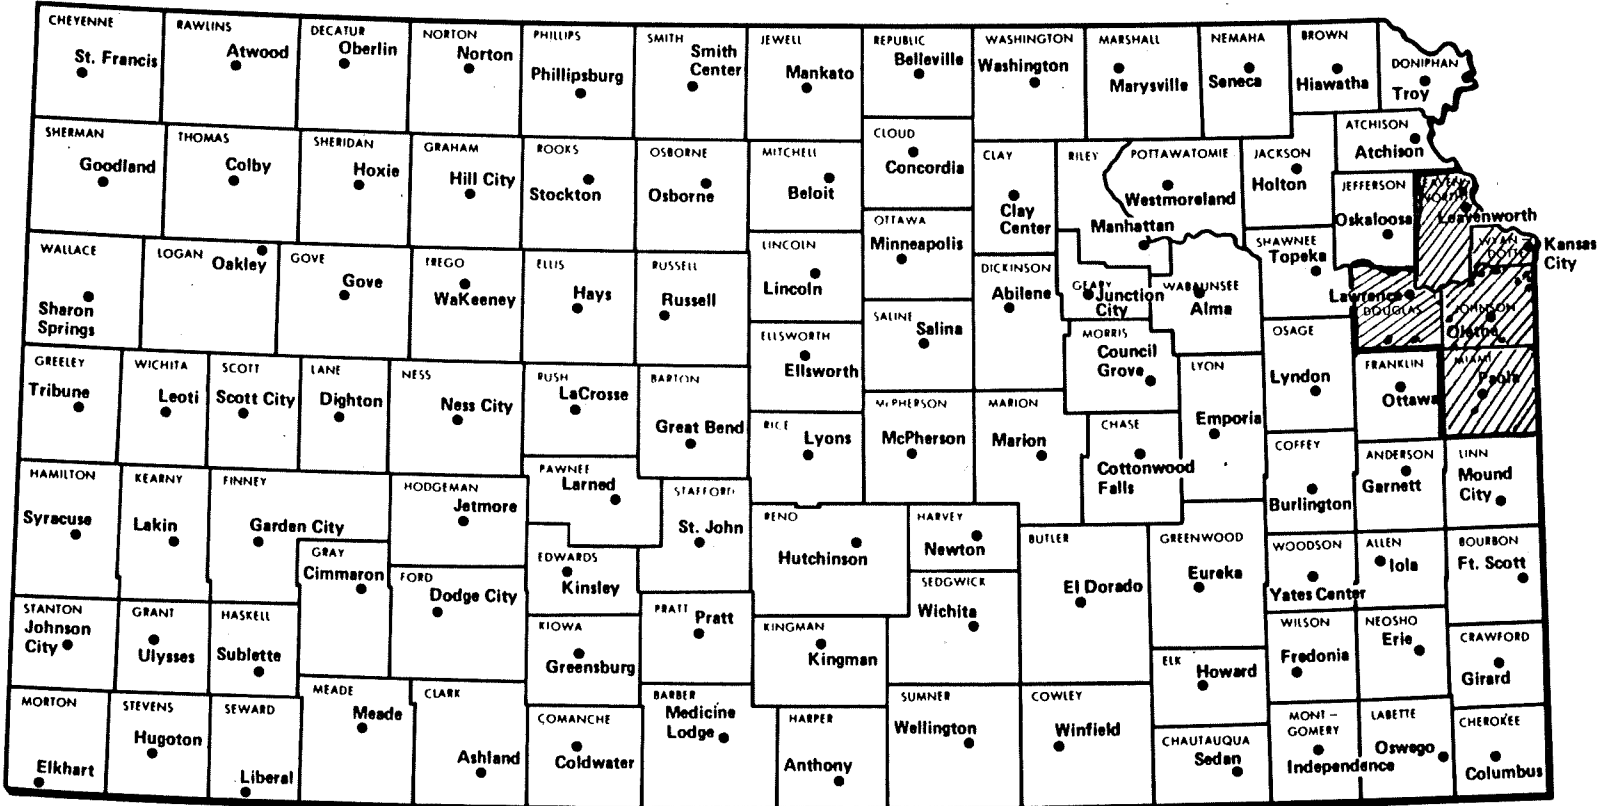 CHEYENNE
St. Francis
RAWLINS
Atwood
DECATUR
Oberlin
NORTON
Norton
PHILLIPS
Phillipsburg
SMITH
Smith
Center
JEWELL
Mankato
REPUBLIC
Belleville
WASHINGTON
Washington
MARSHALL
Marysville
NEMAHA
Seneca
BROWN
Hiawatha
DONIPHAN
Troy
SHERMAN
Goodland
THOMAS
Colby
SHERIDAN
Hoxie
GRAHAM
Hill City
ROOKS
Stockton
OSBORNE
Osborne
MITCHELL
Beloit
CLOUD
Concordia
CLAY
Clay
Center
RILEY
Manhattan
POTTAWATOMIE
Westmoreland
JACKSON
Holton
ATCHISON
Atchison
JEFFERSON
Oskaloosa
Leavenworth
WYAN-
DOTTE
Kansas
City
WALLACE
Sharon
Springs
LOGAN
Oakley
GOVE
Gove
TREGO
WaKeeney
ELLIS
Hays
RUSSELL
Russell
LINCOLN
Lincoln
OTTAWA
Minneapolis
DICKINSON
Abilene
GEARY
Junction
City
WABAUNSEE
Alma
SHAWNEE
Topeka
Lawrence
DOUGLAS
JOHNSON
Olathe
ELLSWORTH
Ellsworth
SALINE
Salina
MORRIS
Council
Grove
LYON
Emporia
OSAGE
Lyndon
FRANKLIN
Ottawa
MIAMI
Paola
GREELEY
Tribune
WICHITA
Leoti
SCOTT
Scott City
LANE
Dighton
NESS
Ness City
RUSH
LaCrosse
BARTON
Great Bend
RICE
Lyons
McPHERSON
McPherson
MARION
Marion
CHASE
Cottonwood
Falls
COFFEY
Burlington
ANDERSON
Garnett
LINN
Mound
City
HAMILTON
Syracuse
KEARNY
Lakin
FINNEY
Garden City
GRAY
Cimmaron
HODGEMAN
Jetmore
PAWNEE
Larned
STAFFORD
St. John
RENO
Hutchinson
HARVEY
Newton
BUTLER
El Dorado
GREENWOOD
Eureka
WOODSON
Yates Center
ALLEN
Iola
BOURBON
Ft. Scott
FORD
Dodge City
EDWARDS
Kinsley
SEDGWICK
Wichita
STANTON
Johnson
City
GRANT
Ulysses
HASKELL
Sublette
KIOWA
Greensburg
PRATT
Pratt
KINGMAN
Kingman
ELK
Howard
WILSON
Fredonia
NEOSHO
Erie
CRAWFORD
Girard
MORTON
Elkhart
STEVENS
Hugoton
SEWARD
Liberal
MEADE
Meade
CLARK
Ashland
COMANCHE
Coldwater
BARBER
Medicine
Lodge
HARPER
Anthony
SUMNER
Wellington
COWLEY
Winfield
CHAUTAUQUA
Sedan
MONT-
GOMERY
Independence
LABETTE
Oswego
CHEROKEE
Columbus